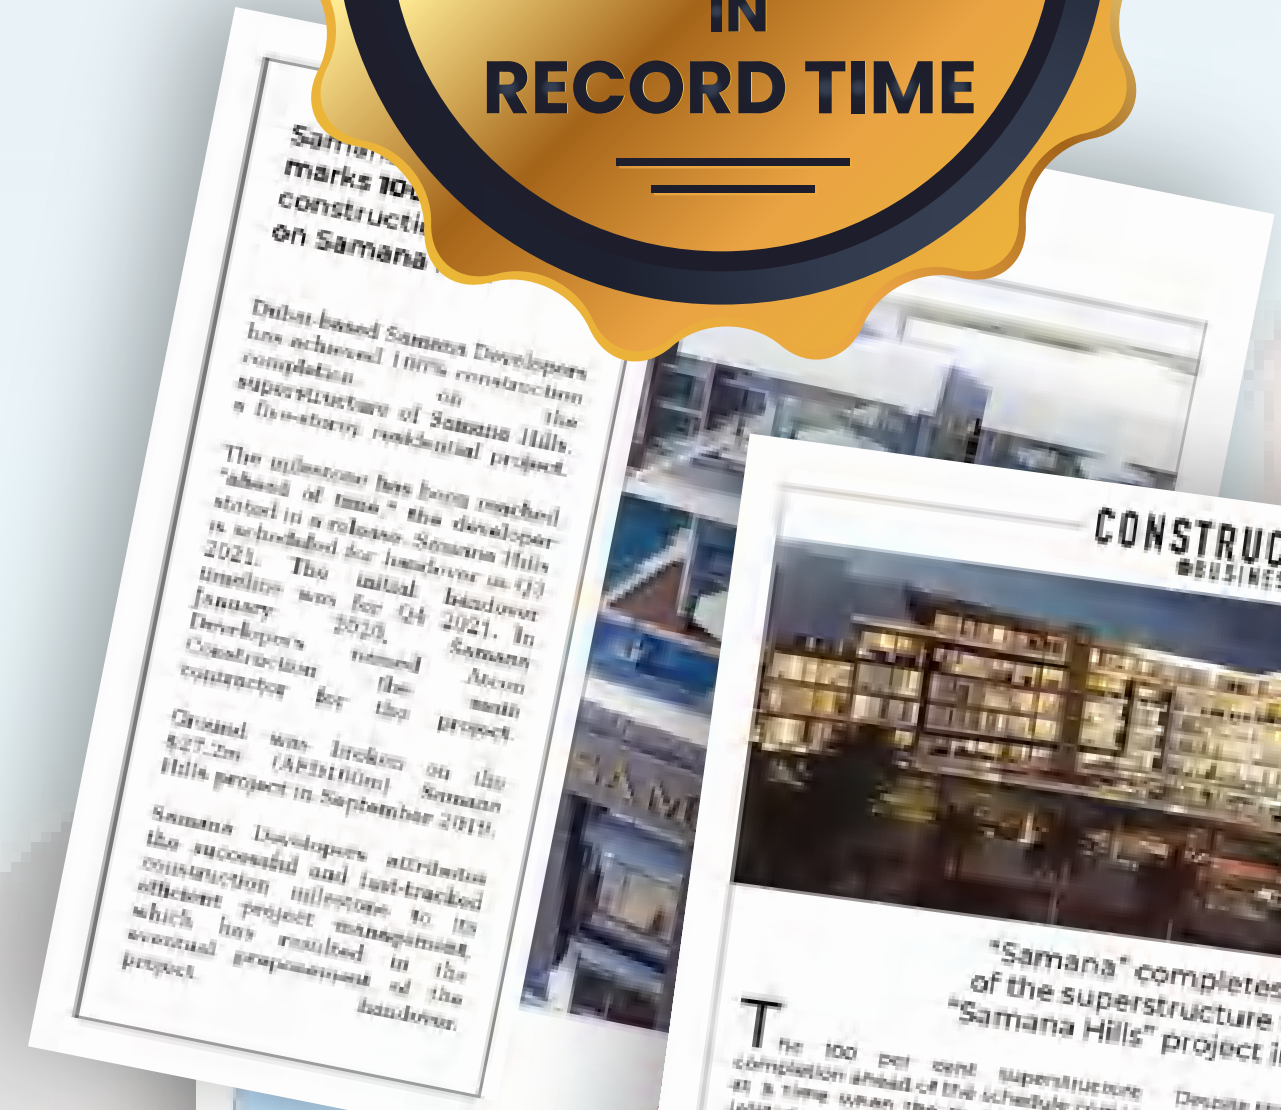 IN
RECORD TIME
marks
on Samana
Dubai-based Samana Developers
has achieved 100% construction
completion on the
superstructure of Samana Hills,
a Dh residential project.
The milestone has been reached
"ahead of time," the developer
stated in a release. Samana Hills
is scheduled for handover in Q3
2021. The initial handover
timeline was for Q4 2021. In
January 2020, Samana
Developers named
Construction the main
contractor for the project.
Ground was broken on the
$27.2m (AED100m) Samana
Hills project in September 2019.
Samana Developers attributes
the successful and fast-tracked
construction milestone to its
efficient project management,
which has resulted in the
eventual preponement of the
project. handover.
CONSTRUC
"Samana" completes
of the superstructure
"Samana Hills" project i
The 100 per cent superstructure
completion ahead of the schedule
at a time when the
Despite